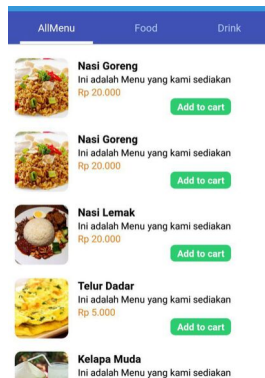 AllMenu
Food
Drink
Nasi Goreng
Ini adalah Menu yang kami sediakan
Rp 20.000
Add to cart
Nasi Goreng
Ini adalah Menu yang kami sediakan
Rp 20.000
Add to cart
Nasi Lemak
Ini adalah Menu yang kami sediakan
Rp 20.000
Add to cart
Telur Dadar
Ini adalah Menu yang kami sediakan
Rp 5.000
Add to cart
Kelapa Muda
Ini adalah Menu yang kami sediakan